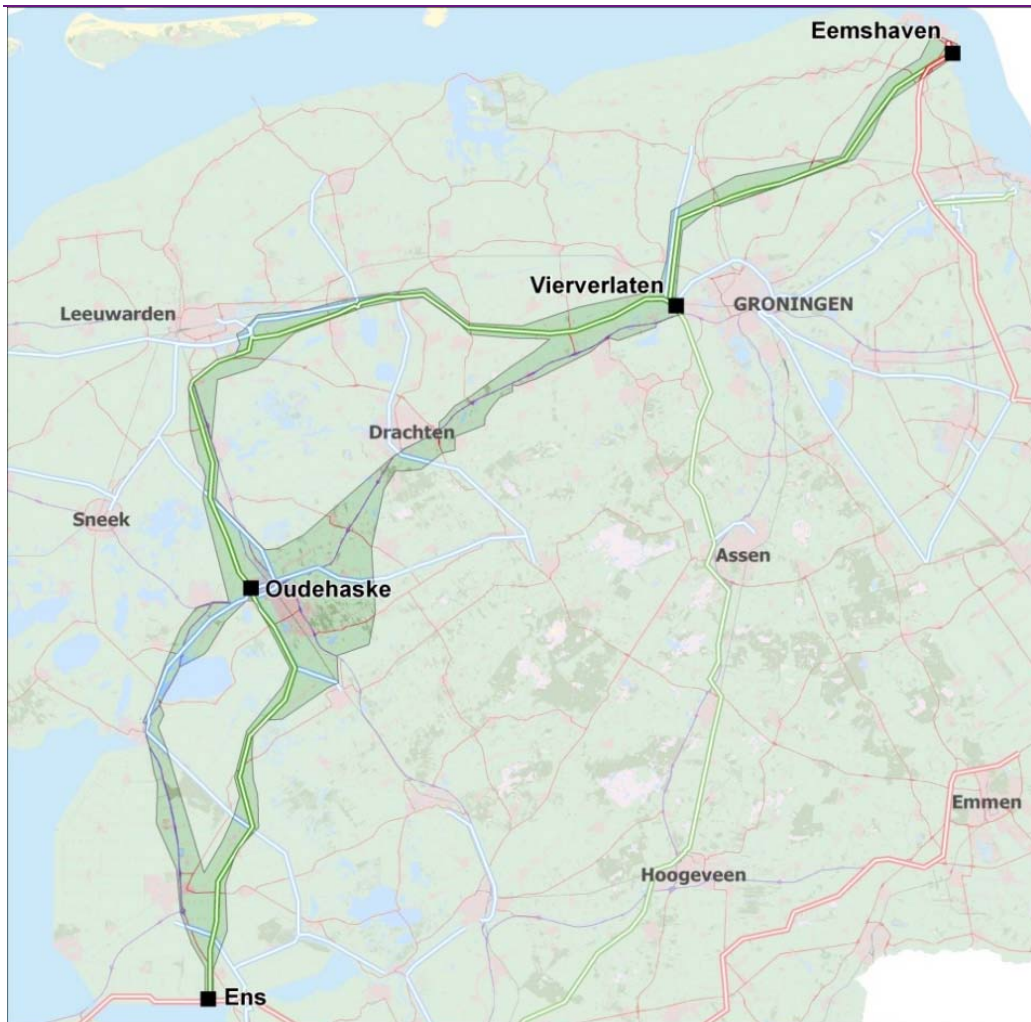 Eemshaven
Vierverlaten
GRONINGEN
Leeuwarden
Drachten
Sneek
Assen
Oudehaske
Emmen
Hoogeveen
Ens